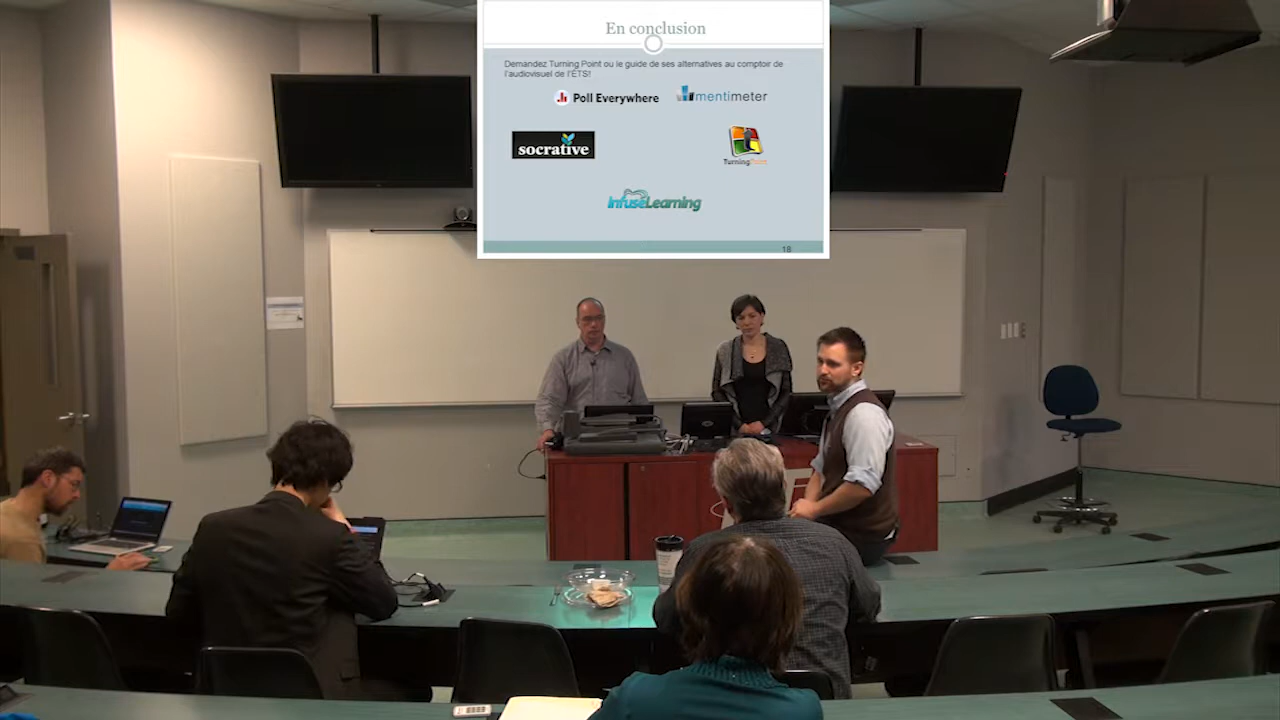 En conclusion
Demandez Turning Point ou le guide de ses alternatives au comptoir de
l'audiovisuel de l'ÉTS!
Poll Everywhere
mentimeter
socrative
TurningPoint
InfuseLearning
18